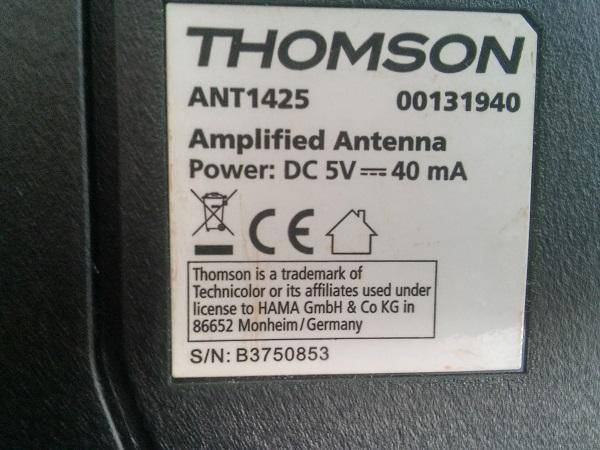 THOMSON
ANT1425 00131940
Amplified Antenna
Power: DC 5V⎓40 mA
CE
Thomson is a trademark of
Technicolor or its affiliates used under
license to HAMA GmbH & Co KG in
86652 Monheim/Germany
S/N: B3750853